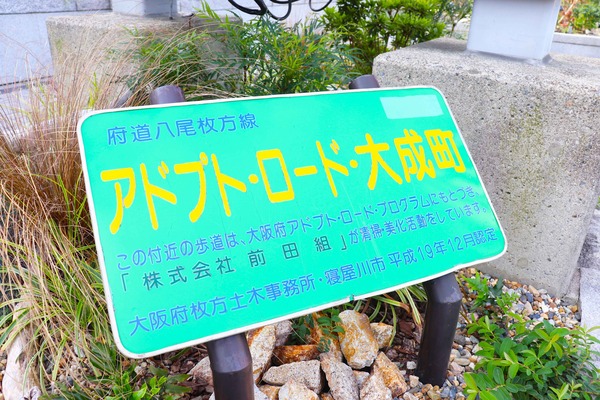 府道八尾枚方線
アドプト・ロード・大成町
この付近の歩道は、大阪府アドプト・ロード・プログラムにもとづき、
「株式会社 前田組」が清掃美化活動をしています。
大阪府枚方土木事務所・寝屋川市 平成19年12月認定